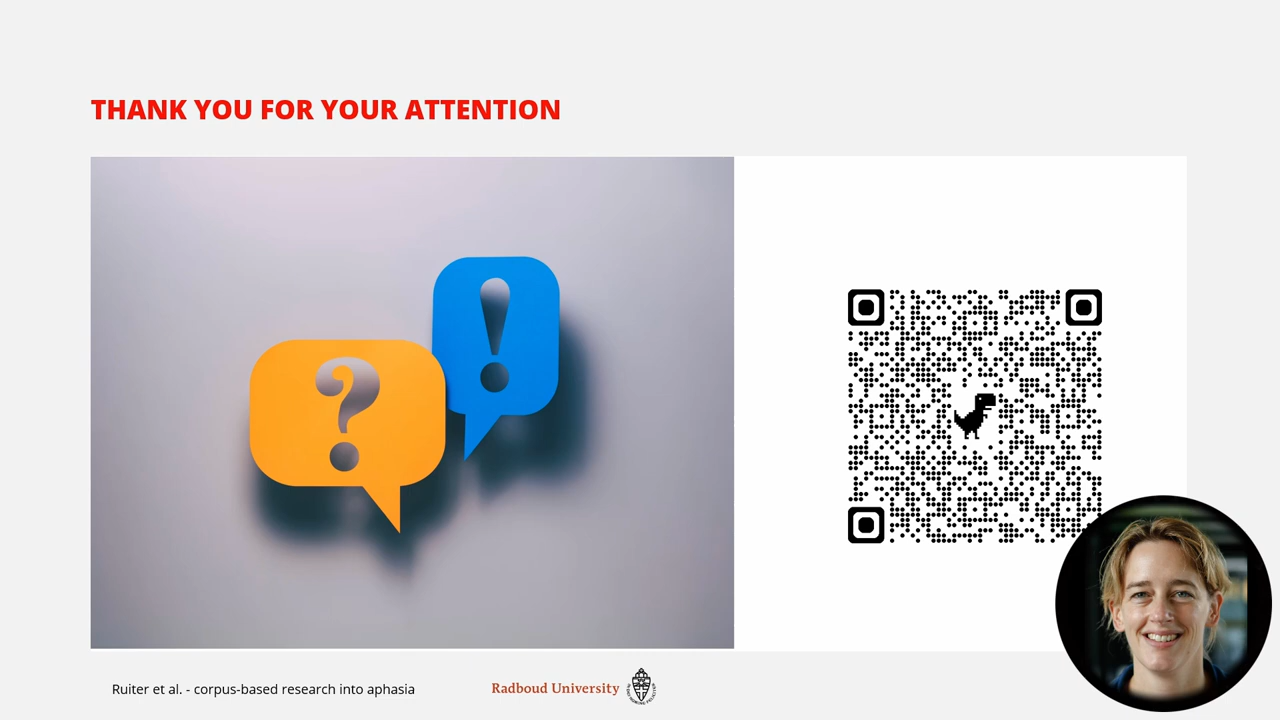 THANK YOU FOR YOUR ATTENTION
?
!
Ruiter et al. - corpus-based research into aphasia
Radboud University